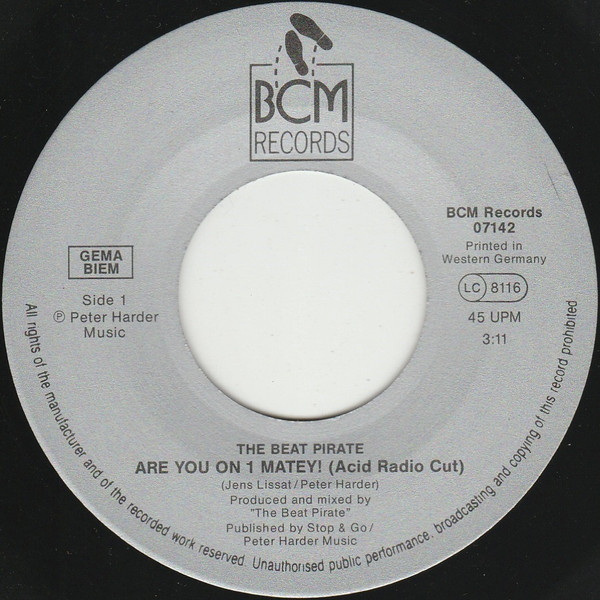 BCM
RECORDS
BCM Records
07142
Printed in
Western Germany
LC 8116
45 UPM
3:11
GEMA
BIEM
Side 1
℗ Peter Harder
Music
THE BEAT PIRATE
ARE YOU ON 1 MATEY! (Acid Radio Cut)
(Jens Lissat/Peter Harder)
Produced and mixed by
"The Beat Pirate"
Published by Stop & Go/
Peter Harder Music
All rights of the manufacturer and of the recorded work reserved. Unauthorised public performance, broadcasting and copying of this record prohibited